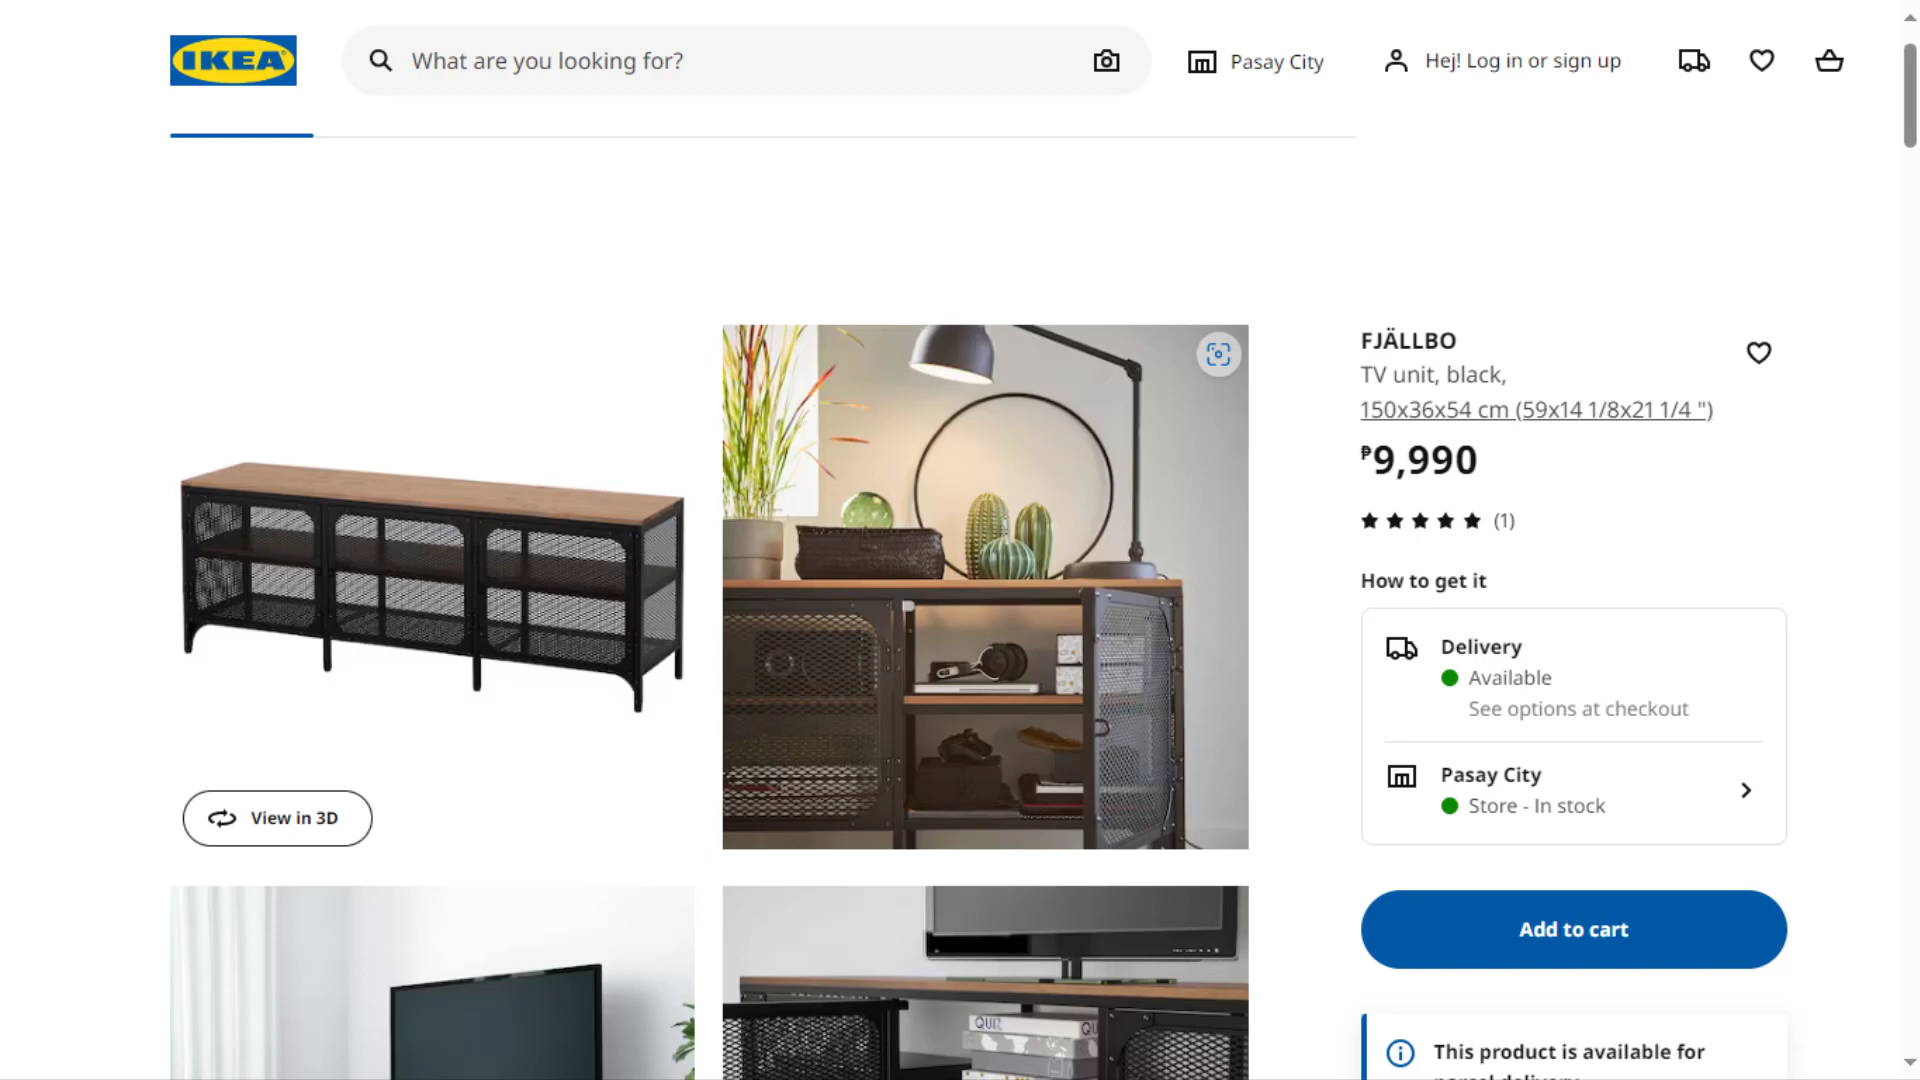 IKEA
What are you looking for?
Pasay City
Hej! Log in or sign up
FJÄLLBO
TV unit, black,
150x36x54 cm (59x14 1/8x21 1/4 ")
₱9,990
(1)
How to get it
Delivery
Available
See options at checkout
Pasay City
Store - In stock
View in 3D
Add to cart
QUIZ
QU
This product is available for